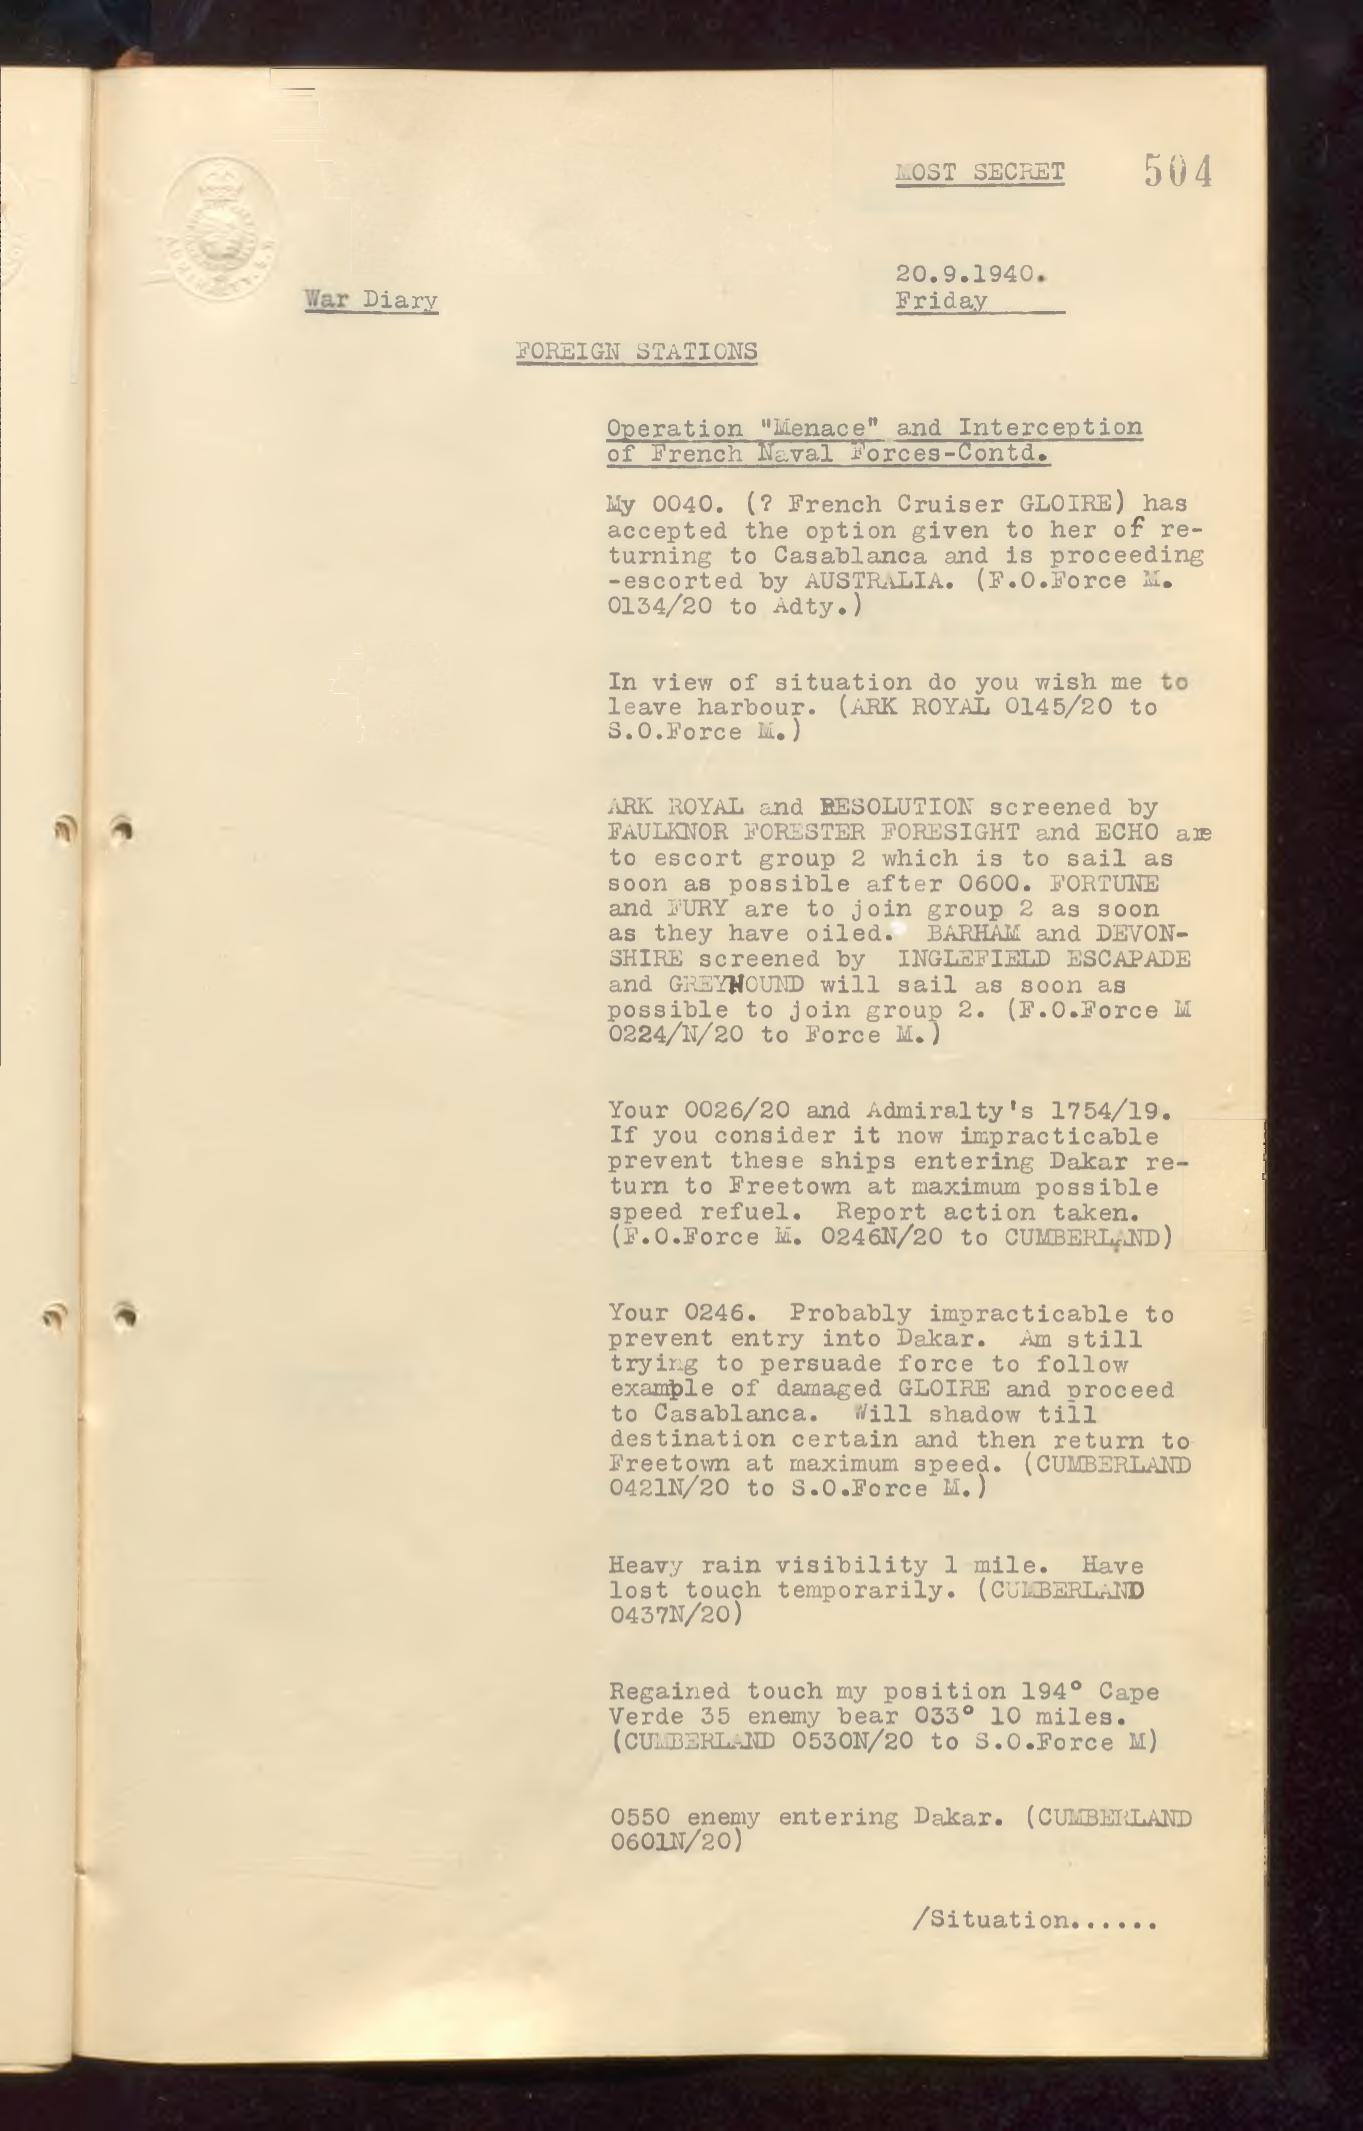 MOST SECRET 504
20.9.1940.
War Diary Friday
FOREIGN STATIONS
Operation "Menace" and Interception
of French Naval Forces-Contd.
My 0040. (? French Cruiser GLOIRE) has
accepted the option given to her of re-
turning to Casablanca and is proceeding
-escorted by AUSTRALIA. (F.O.Force M.
0134/20 to Adty.)
In view of situation do you wish me to
leave harbour. (ARK ROYAL 0145/20 to
S.O.Force M.)
ARK ROYAL and RESOLUTION screened by
FAULKNOR FORESTER FORESIGHT and ECHO are
to escort group 2 which is to sail as
soon as possible after 0600. FORTUNE
and FURY are to join group 2 as soon
as they have oiled. BARHAM and DEVON-
SHIRE screened by INGLEFIELD ESCAPADE
and GREYHOUND will sail as soon as
possible to join group 2. (F.O.Force M
0224/N/20 to Force M.)
Your 0026/20 and Admiralty's 1754/19.
If you consider it now impracticable
prevent these ships entering Dakar re-
turn to Freetown at maximum possible
speed refuel. Report action taken.
(F.O.Force M. 0246N/20 to CUMBERLAND)
Your 0246. Probably impracticable to
prevent entry into Dakar. Am still
trying to persuade force to follow
example of damaged GLOIRE and proceed
to Casablanca. Will shadow till
destination certain and then return to
Freetown at maximum speed. (CUMBERLAND
0421N/20 to S.O.Force M.)
Heavy rain visibility 1 mile. Have
lost touch temporarily. (CUMBERLAND
0437N/20)
Regained touch my position 194° Cape
Verde 35 enemy bear 033° 10 miles.
(CUMBERLAND 0530N/20 to S.O.Force M)
0550 enemy entering Dakar. (CUMBERLAND
0601N/20)
/Situation......